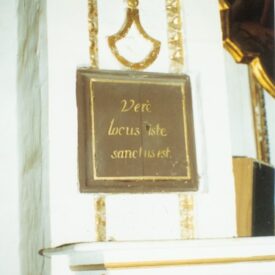 Verè
locus iste
sanctus est.